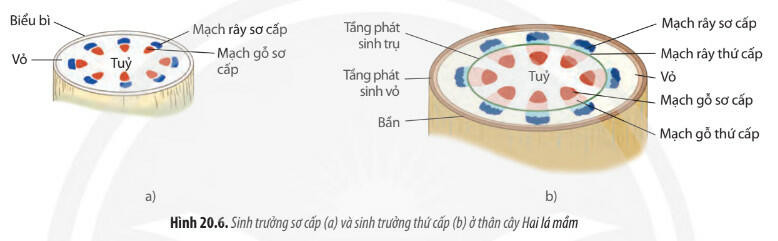 Biểu bì
Vỏ
Tuỷ
Mạch rây sơ cấp
Mạch gỗ sơ
cấp
a)
Tầng phát
sinh trụ
Tầng phát
sinh vỏ
Bần
Tuỷ
Mạch rây sơ cấp
Mạch rây thứ cấp
Vỏ
Mạch gỗ sơ cấp
Mạch gỗ thứ cấp
b)
Hình 20.6. Sinh trưởng sơ cấp (a) và sinh trưởng thứ cấp (b) ở thân cây Hai lá mầm